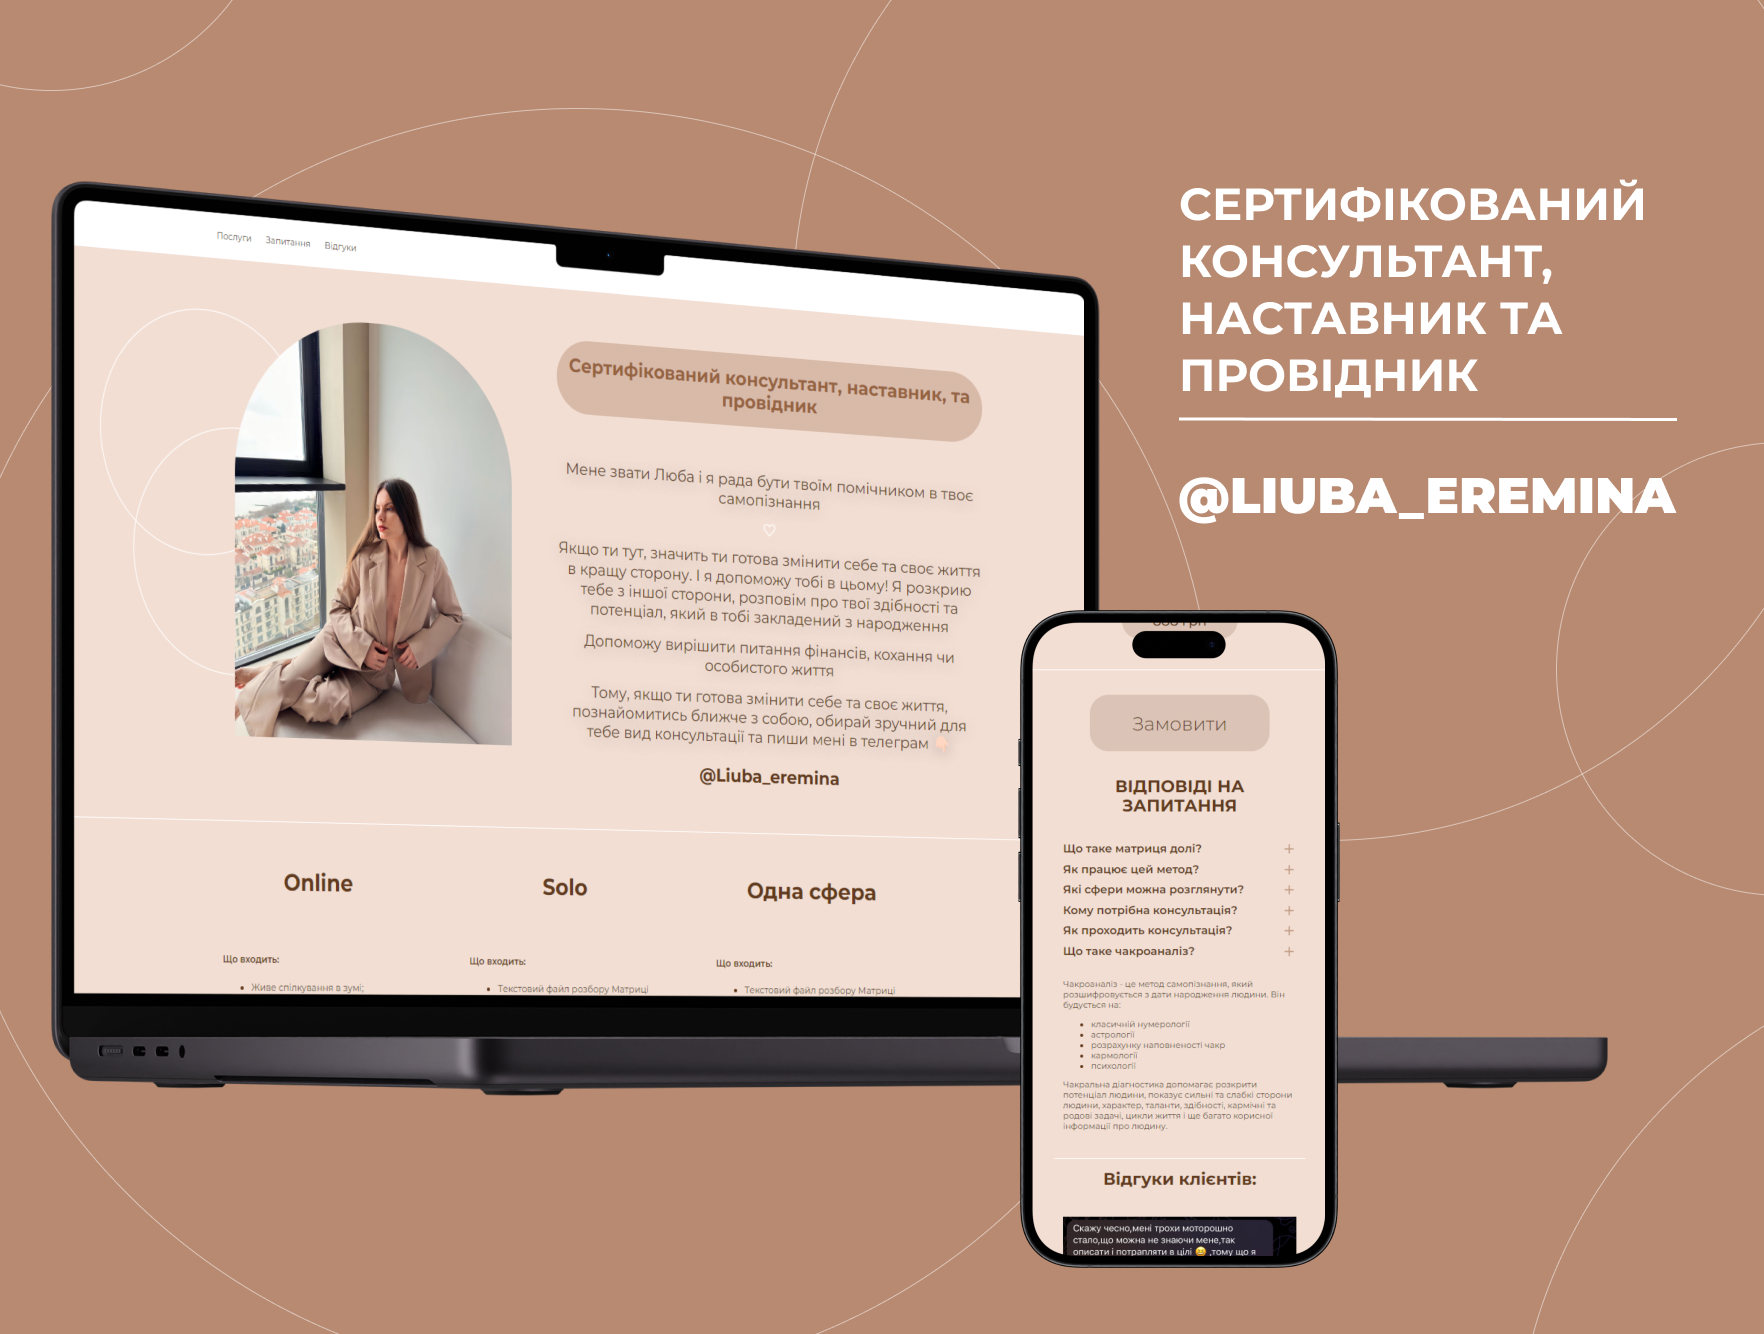 СЕРТИФІКОВАНИЙ
КОНСУЛЬТАНТ,
НАСТАВНИК ТА
ПРОВІДНИК
@LIUBA_EREMINA
Послуги Запитання Відгуки
Сертифікований консультант, наставник, та
провідник
Мене звати Люба і я рада бути твоїм помічником в твоє
самопізнання
Якщо ти тут, значить ти готова змінити себе та своє життя
в кращу сторону. І я допоможу тобі в цьому! Я розкрию
тебе з іншої сторони, розповім про твої здібності та
потенціал, який в тобі закладений з народження
Допоможу вирішити питання фінансів, кохання чи
особистого життя
Тому, якщо ти готова змінити себе та своє життя,
познайомитись ближче з собою, обирай зручний для
тебе вид консультації та пиши мені в телеграм 👇🏻
@Liuba_eremina
Online
Solo
Одна сфера
Що входить:
• Живе спілкування в зумі;
Що входить:
• Текстовий файл розбору Матриці
Що входить:
• Текстовий файл розбору Матриці
Замовити
ВІДПОВІДІ НА
ЗАПИТАННЯ
Що таке матриця долі? +
Як працює цей метод? +
Які сфери можна розглянути? +
Кому потрібна консультація? +
Як проходить консультація? +
Що таке чакроаналіз? +
Чакроаналіз - це метод самопізнання, який
розшифровується з дати народження людини. Він
будується на:
• класичній нумерології
• астрології
• розрахунку наповненості чакр
• кармології
• психології
Чакральна діагностика допомагає розкрити
потенціал людини, показує сильні та слабкі сторони
людини, характер, таланти, здібності, кармічні та
родові задачі, цикли життя і ще багато корисної
інформації про людину.
Відгуки клієнтів:
Скажу чесно,мені трохи моторошно
стало,що можна не знаючи мене,так
описати і потрапляти в цілі 😆 ,тому що я